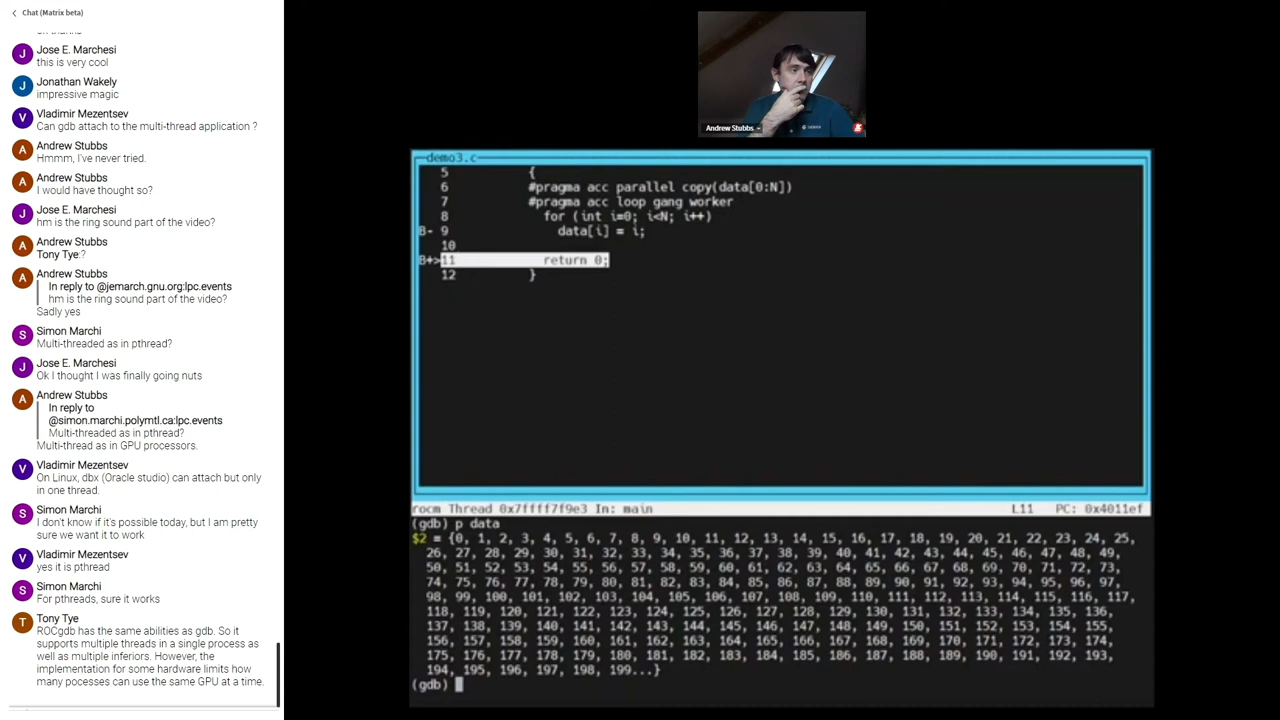 Chat (Matrix beta)
J
Jose E. Marchesi
this is very cool
J
Jonathan Wakely
impressive magic
V
Vladimir Mezentsev
Can gdb attach to the multi-thread application ?
A
Andrew Stubbs
Hmmm, I've never tried.
A
Andrew Stubbs
I would have thought so?
J
Jose E. Marchesi
hm is the ring sound part of the video?
A
Andrew Stubbs
Tony Tye:?
A
Andrew Stubbs
In reply to @jemarch.gnu.org:lpc.events
hm is the ring sound part of the video?
Sadly yes
S
Simon Marchi
Multi-threaded as in pthread?
J
Jose E. Marchesi
Ok I thought I was finally going nuts
A
Andrew Stubbs
In reply to
@simon.marchi.polymtl.ca:lpc.events
Multi-threaded as in pthread?
Multi-thread as in GPU processors.
V
Vladimir Mezentsev
On Linux, dbx (Oracle studio) can attach but only
in one thread.
S
Simon Marchi
I don't know if it's possible today, but I am pretty
sure we want it to work
V
Vladimir Mezentsev
yes it is pthread
S
Simon Marchi
For pthreads, sure it works
T
Tony Tye
ROCgdb has the same abilities as gdb. So it
supports multiple threads in a single process as
well as multiple inferiors. However, the
implementation for some hardware limits how
many pocesses can use the same GPU at a time.
Andrew Stubbs
demo3.c
5 {
6 #pragma acc parallel copy(data[0:N])
7 #pragma acc loop gang worker
8 for (int i=0; i<N; i++)
B- 9 data[i] = i;
10
B+>11 return 0;
12 }
rocm Thread 0x7ffff7f9e3 In: main L11 PC: 0x4011ef
(gdb) p data
$2 = {0, 1, 2, 3, 4, 5, 6, 7, 8, 9, 10, 11, 12, 13, 14, 15, 16, 17, 18, 19, 20, 21, 22, 23, 24, 25,
26, 27, 28, 29, 30, 31, 32, 33, 34, 35, 36, 37, 38, 39, 40, 41, 42, 43, 44, 45, 46, 47, 48, 49,
50, 51, 52, 53, 54, 55, 56, 57, 58, 59, 60, 61, 62, 63, 64, 65, 66, 67, 68, 69, 70, 71, 72, 73,
74, 75, 76, 77, 78, 79, 80, 81, 82, 83, 84, 85, 86, 87, 88, 89, 90, 91, 92, 93, 94, 95, 96, 97,
98, 99, 100, 101, 102, 103, 104, 105, 106, 107, 108, 109, 110, 111, 112, 113, 114, 115, 116, 117,
118, 119, 120, 121, 122, 123, 124, 125, 126, 127, 128, 129, 130, 131, 132, 133, 134, 135, 136,
137, 138, 139, 140, 141, 142, 143, 144, 145, 146, 147, 148, 149, 150, 151, 152, 153, 154, 155,
156, 157, 158, 159, 160, 161, 162, 163, 164, 165, 166, 167, 168, 169, 170, 171, 172, 173, 174,
175, 176, 177, 178, 179, 180, 181, 182, 183, 184, 185, 186, 187, 188, 189, 190, 191, 192, 193,
194, 195, 196, 197, 198, 199...}
(gdb)